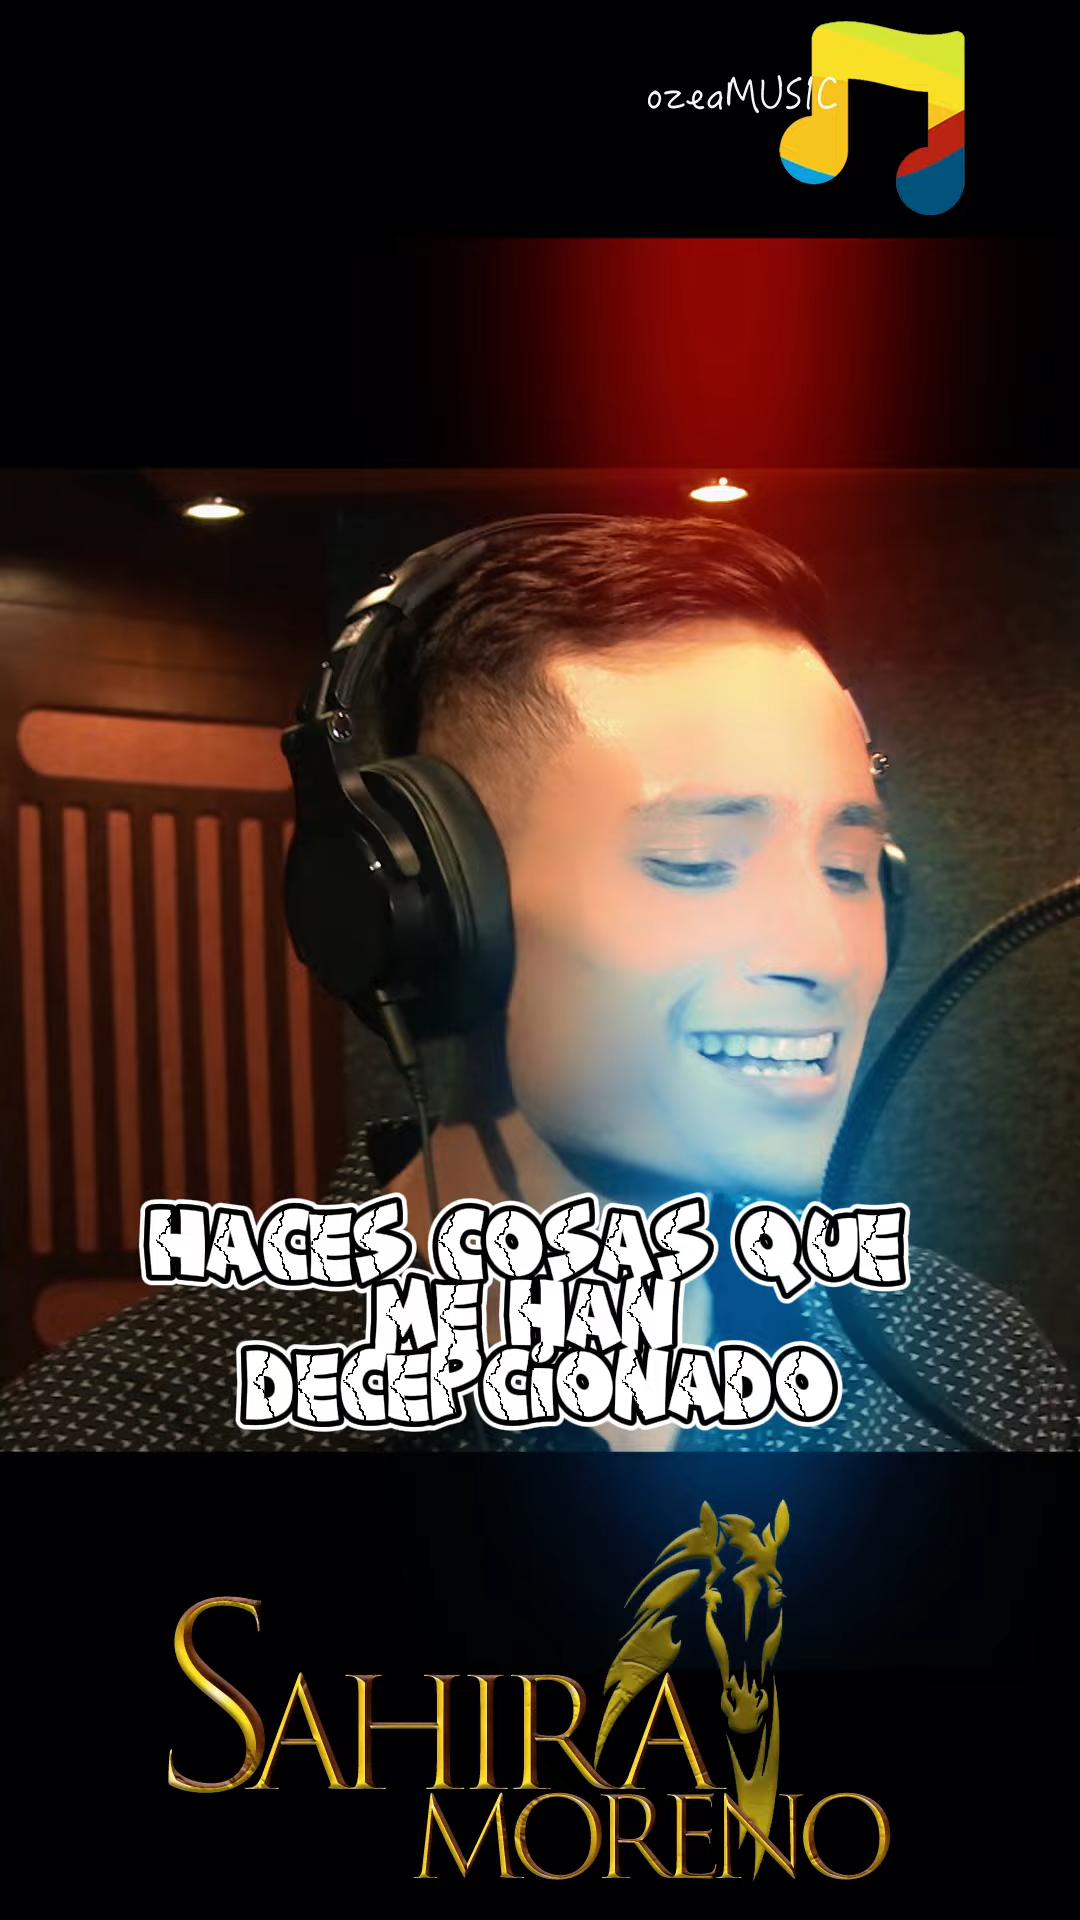 ozeaMUSIC
HACES COSAS QUE
ME HAN
DECEPCIONADO
SAHIRA
MORENO